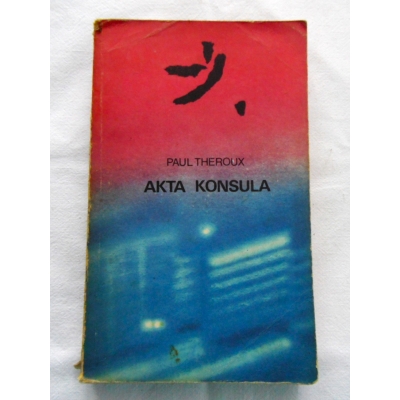 PAUL THEROUX
AKTA KONSULA